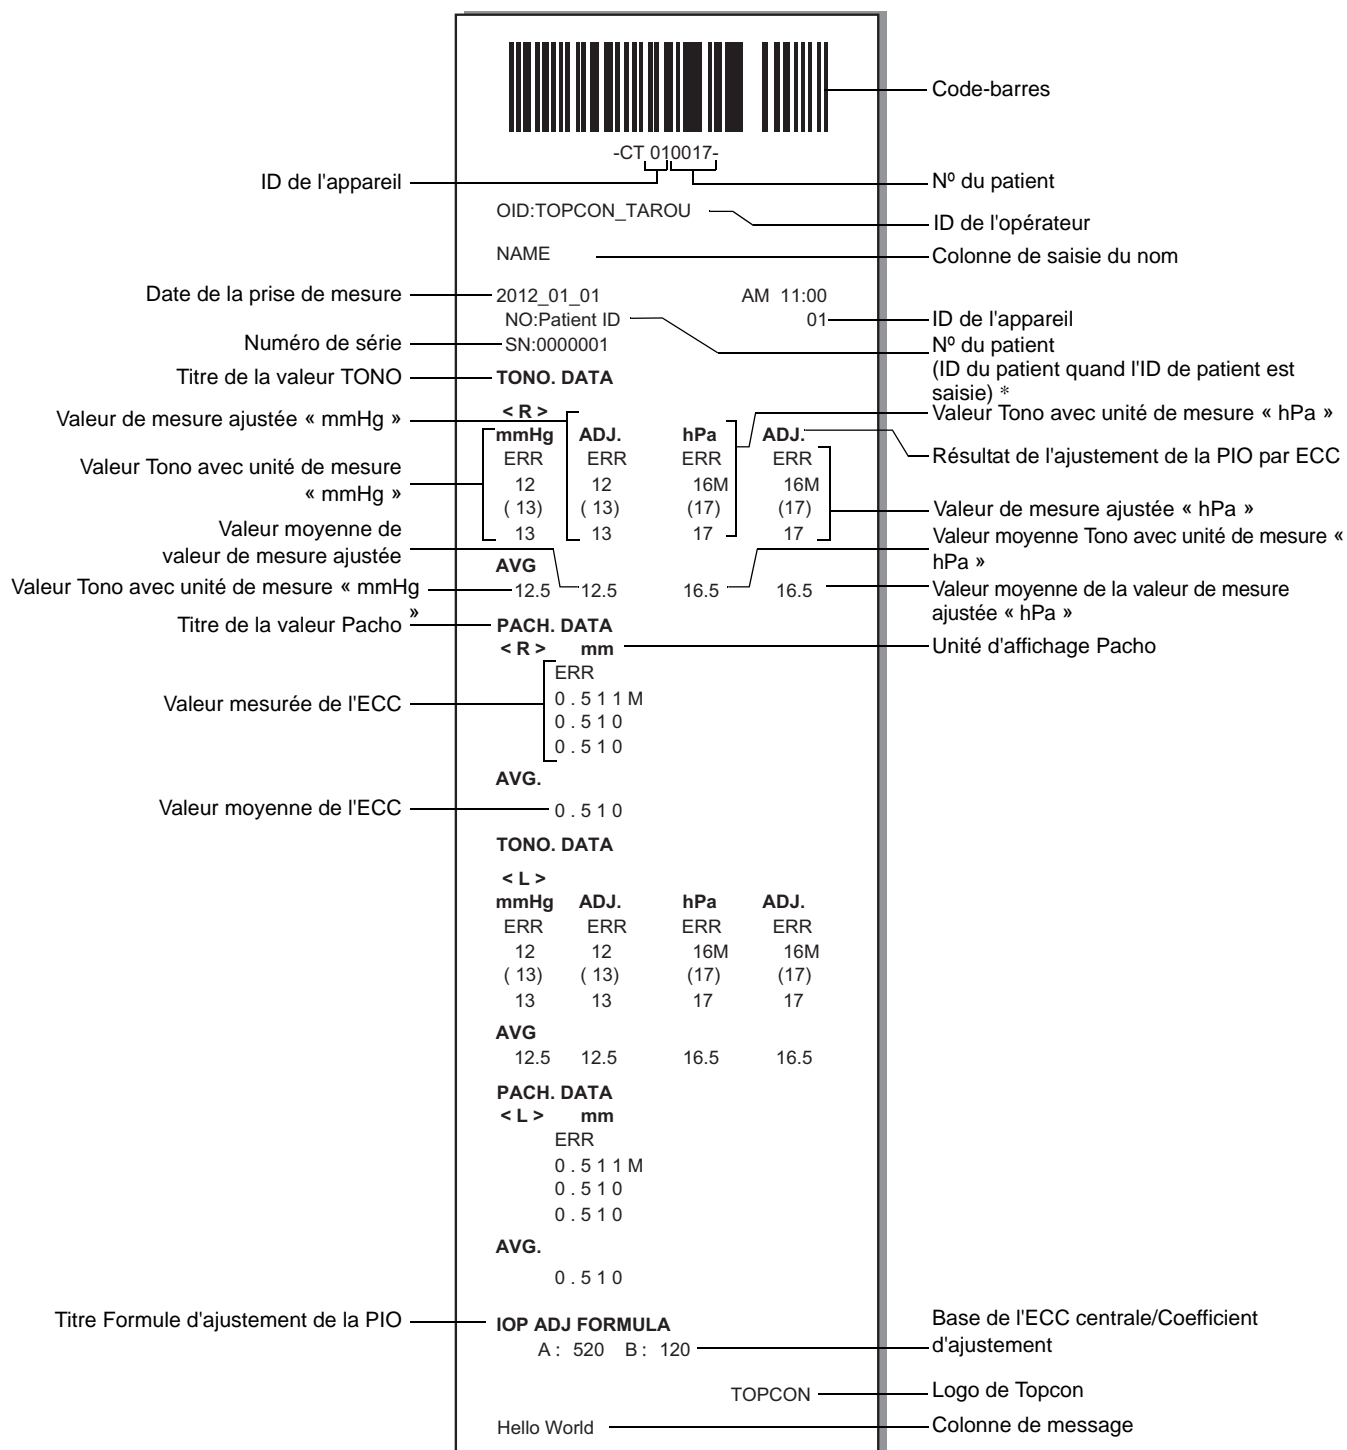 Code-barres
-CT 010017-
ID de l'appareil
Nº du patient
OID:TOPCON_TAROU
ID de l'opérateur
NAME
Colonne de saisie du nom
Date de la prise de mesure
2012_01_01 AM 11:00
NO:Patient ID 01
ID de l'appareil
Numéro de série
SN:0000001
Nº du patient
(ID du patient quand l'ID de patient est
saisie) *
Titre de la valeur TONO
TONO. DATA
Valeur de mesure ajustée « mmHg »
< R >
Valeur Tono avec unité de mesure « hPa »
mmHg ADJ. hPa ADJ.
Résultat de l'ajustement de la PIO par ECC
Valeur Tono avec unité de mesure
« mmHg »
ERR ERR ERR ERR
12 12 16M 16M
( 13) ( 13) (17) (17)
13 13 17 17
Valeur de mesure ajustée « hPa »
Valeur moyenne de
valeur de mesure ajustée
Valeur moyenne Tono avec unité de mesure «
hPa »
AVG
Valeur Tono avec unité de mesure « mmHg
»
12.5 12.5 16.5 16.5
Valeur moyenne de la valeur de mesure
ajustée « hPa »
Titre de la valeur Pacho
PACH. DATA
< R > mm
Unité d'affichage Pacho
ERR
Valeur mesurée de l'ECC
0 . 5 1 1 M
0 . 5 1 0
0 . 5 1 0
AVG.
Valeur moyenne de l'ECC
0 . 5 1 0
TONO. DATA
< L >
mmHg ADJ. hPa ADJ.
ERR ERR ERR ERR
12 12 16M 16M
( 13) ( 13) (17) (17)
13 13 17 17
AVG
12.5 12.5 16.5 16.5
PACH. DATA
< L > mm
ERR
0 . 5 1 1 M
0 . 5 1 0
0 . 5 1 0
AVG.
0 . 5 1 0
Titre Formule d'ajustement de la PIO
IOP ADJ FORMULA
A : 520 B : 120
Base de l'ECC centrale/Coefficient
d'ajustement
TOPCON
Logo de Topcon
Hello World
Colonne de message